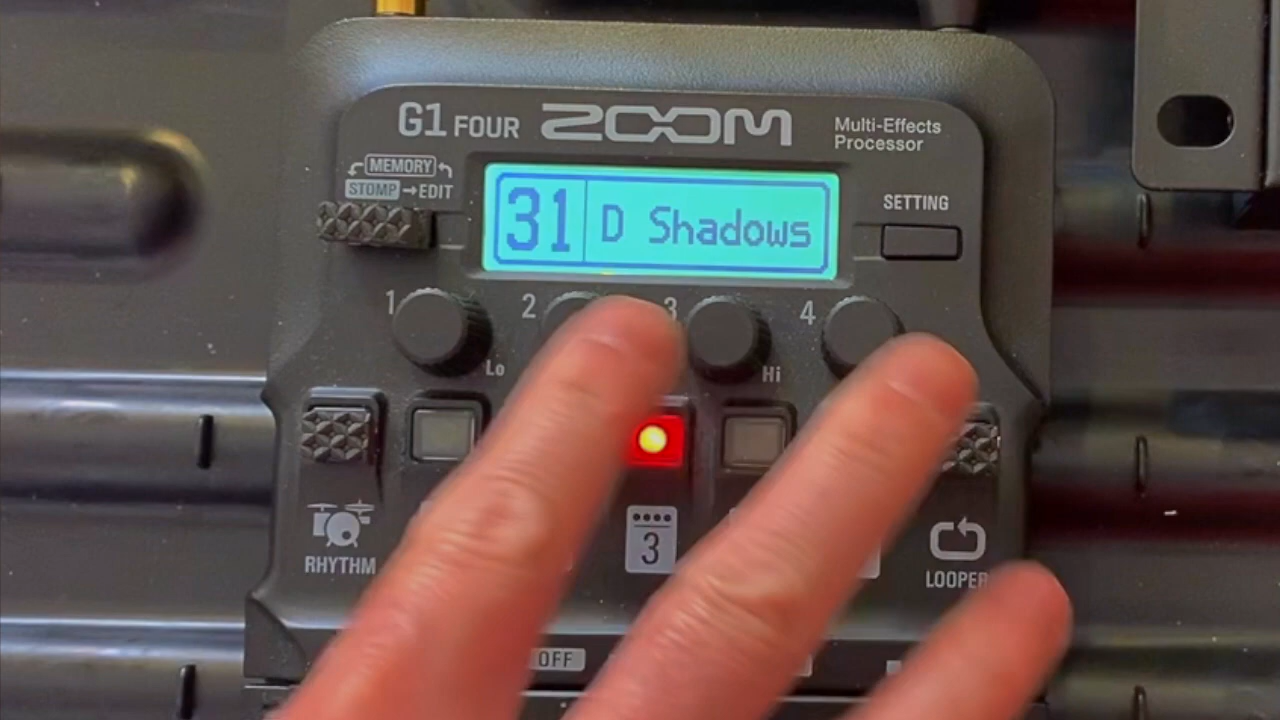 G1 FOUR ZOOM
Multi-Effects
Processor
MEMORY
STOMP → EDIT
SETTING
31 D Shadows
1 2 3 4
Lo Hi
3
RHYTHM
LOOPER
OFF